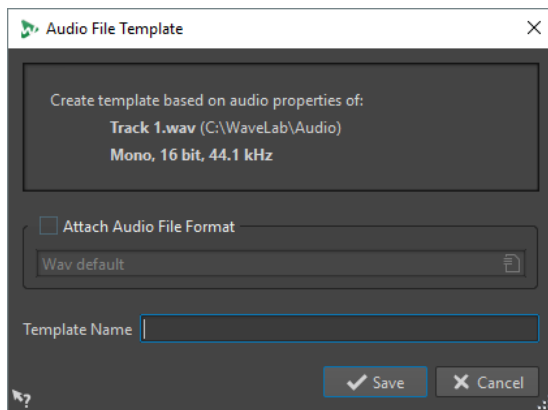 Audio File Template
Create template based on audio properties of:
Track 1.wav (C:\WaveLab\Audio)
Mono, 16 bit, 44.1 kHz
Attach Audio File Format
Wav default
Template Name
Save Cancel